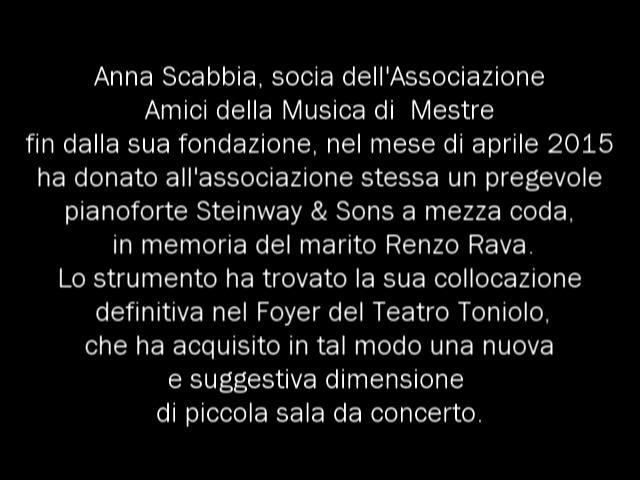 Anna Scabbia, socia dell'Associazione
Amici della Musica di  Mestre
fin dalla sua fondazione, nel mese di aprile 2015
ha donato all'associazione stessa un pregevole
pianoforte Steinway & Sons a mezza coda,
in memoria del marito Renzo Rava.
Lo strumento ha trovato la sua collocazione
definitiva nel Foyer del Teatro Toniolo,
che ha acquisito in tal modo una nuova
e suggestiva dimensione
di piccola sala da concerto.